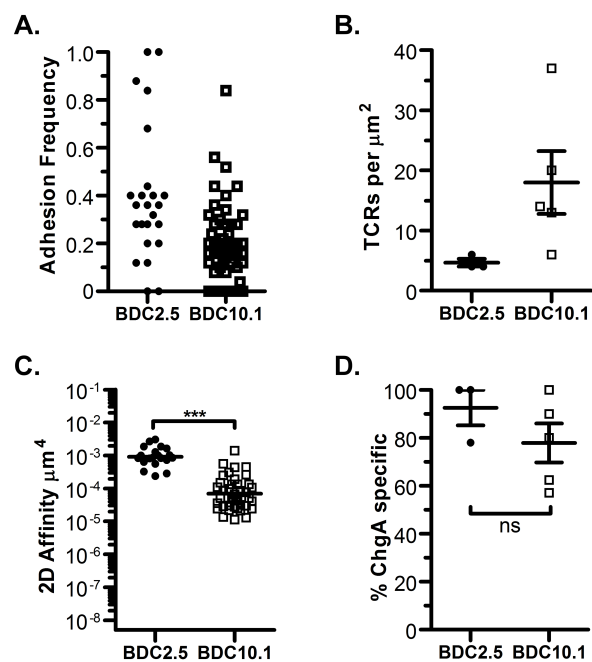 A.
Adhesion Frequency
1.0
0.8
0.6
0.4
0.2
0
BDC2.5 BDC10.1
B.
TCRs per μm²
40
30
20
10
0
BDC2.5 BDC10.1
C.
2D Affinity μm⁴
10⁻¹
10⁻²
10⁻³
10⁻⁴
10⁻⁵
10⁻⁶
10⁻⁷
10⁻⁸
***
BDC2.5 BDC10.1
D.
% ChgA specific
100
80
60
40
20
0
ns
BDC2.5 BDC10.1